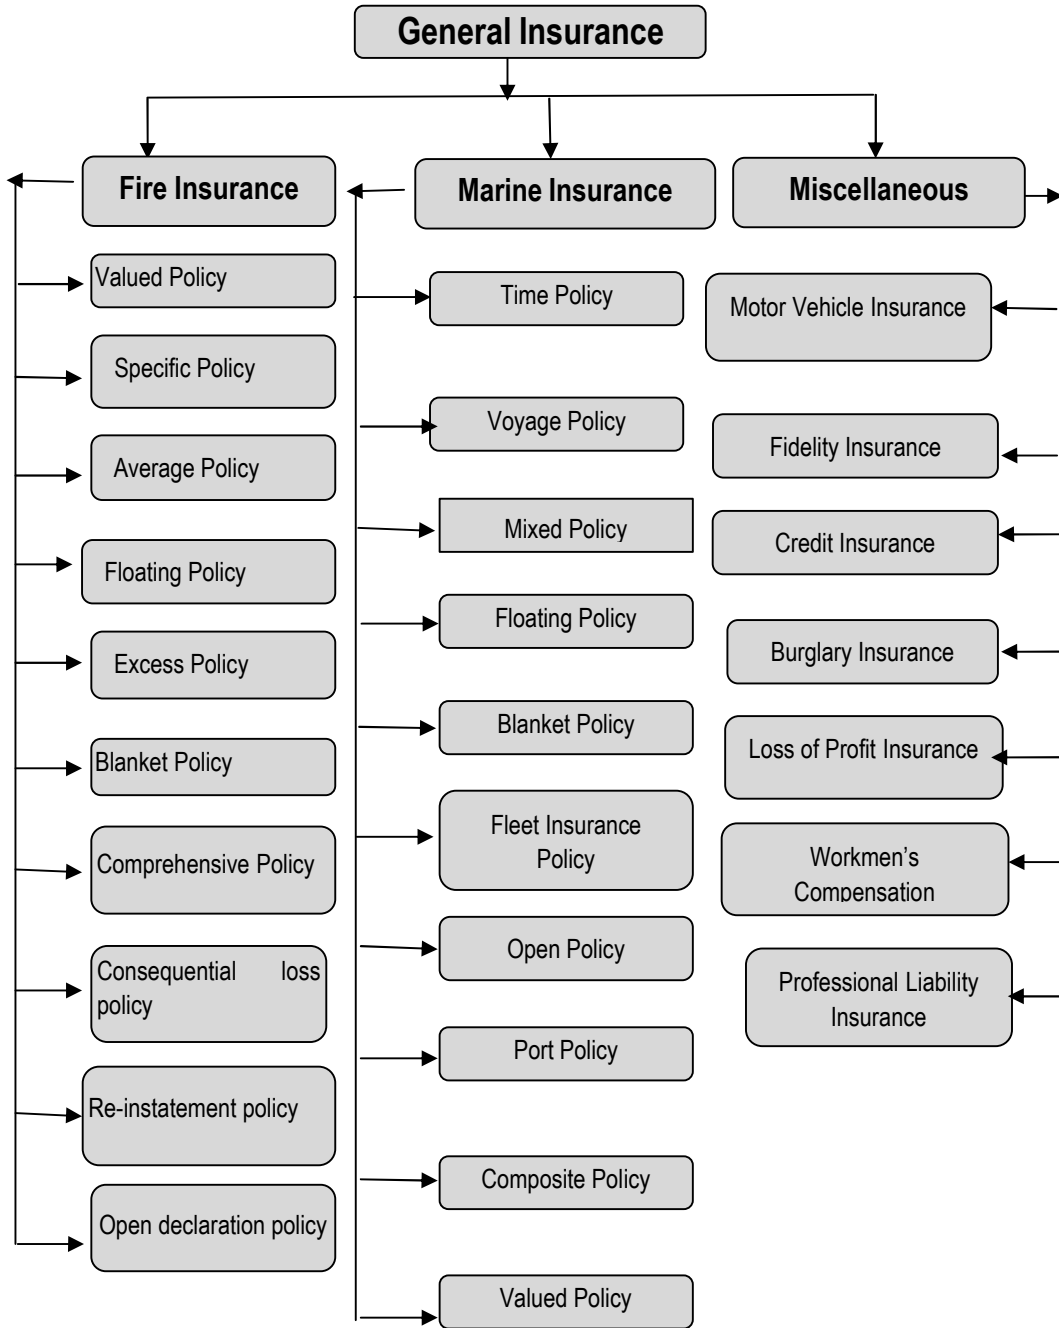 General Insurance
Fire Insurance
Valued Policy
Specific Policy
Average Policy
Floating Policy
Excess Policy
Blanket Policy
Comprehensive Policy
Consequential loss
policy
Re-instatement policy
Open declaration policy
Marine Insurance
Time Policy
Voyage Policy
Mixed Policy
Floating Policy
Blanket Policy
Fleet Insurance
Policy
Open Policy
Port Policy
Composite Policy
Valued Policy
Miscellaneous
Motor Vehicle Insurance
Fidelity Insurance
Credit Insurance
Burglary Insurance
Loss of Profit Insurance
Workmen's
Compensation
Professional Liability
Insurance